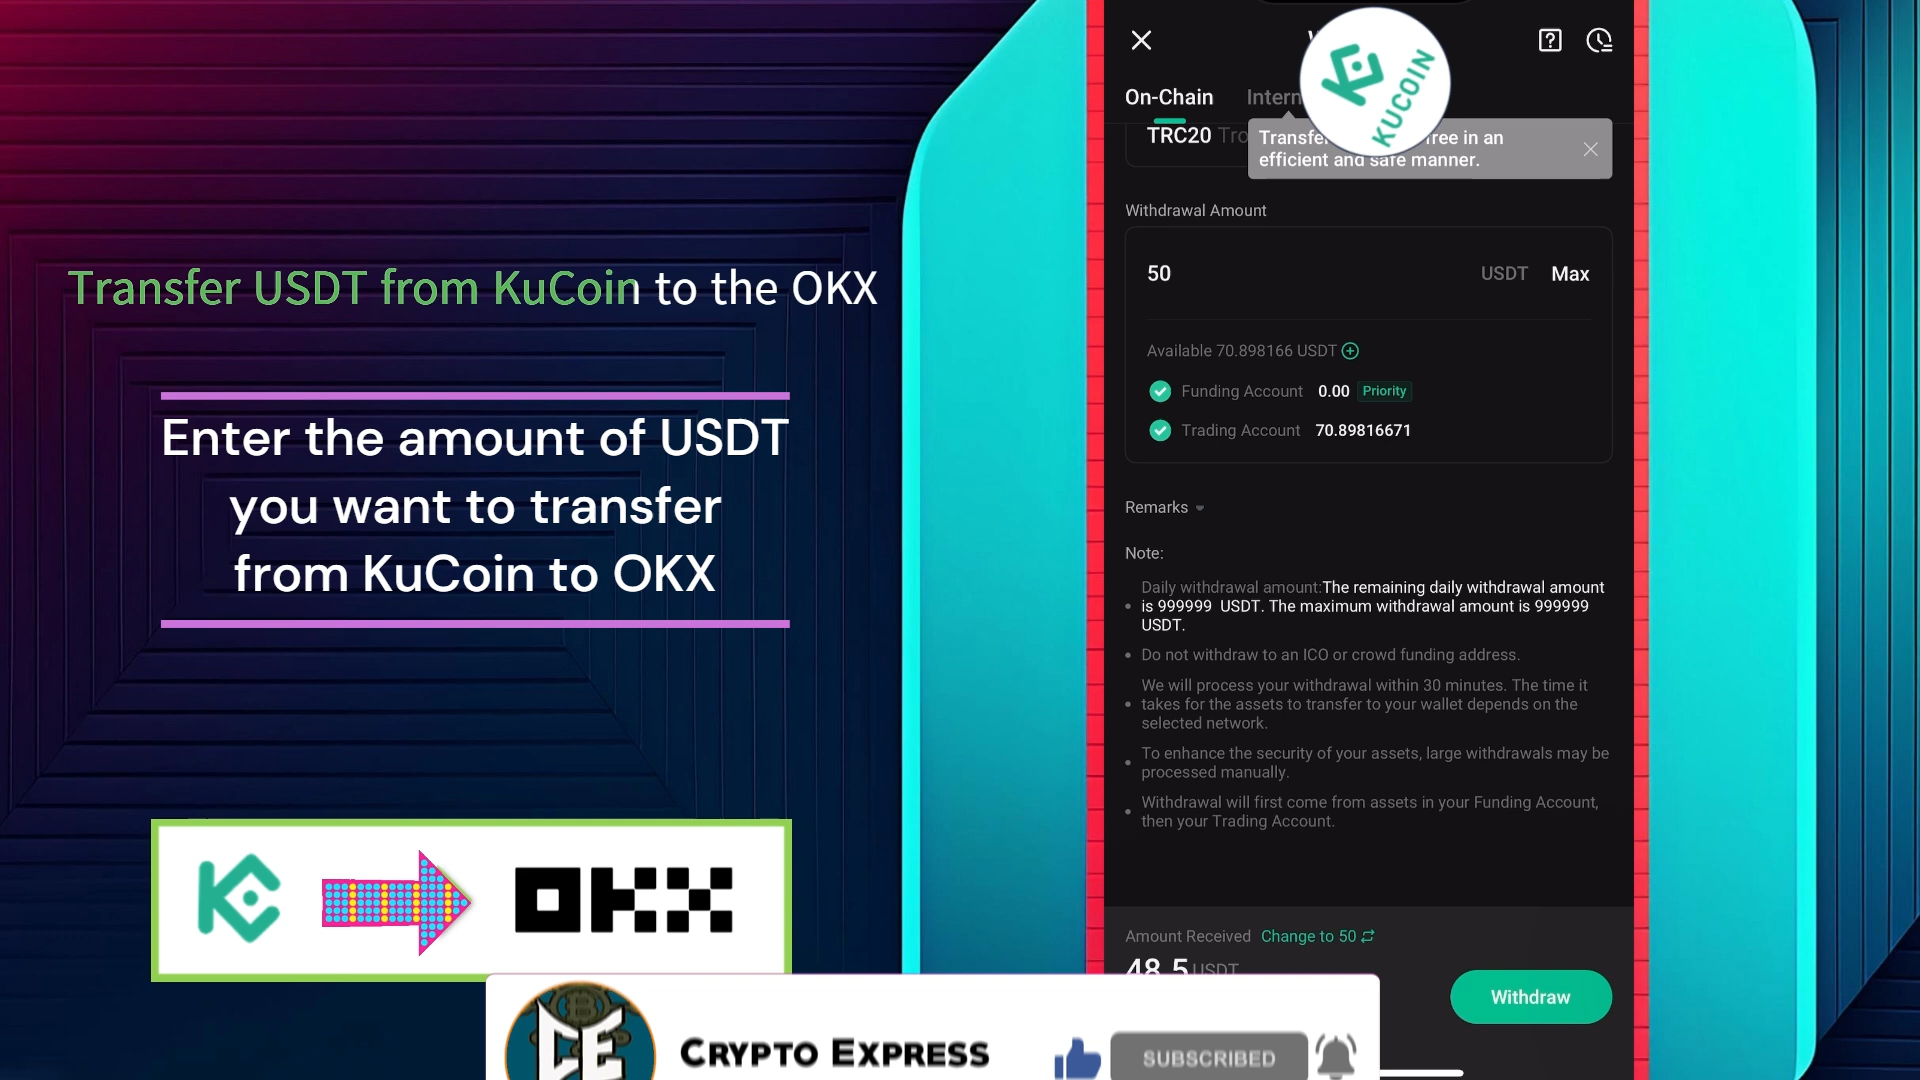 Transfer USDT from KuCoin to the OKX
Enter the amount of USDT
you want to transfer
from KuCoin to OKX
OKX
On-Chain
KUCOIN
TRC20
free in an
efficient and safe manner.
Withdrawal Amount
50 USDT Max
Available 70.898166 USDT
Funding Account 0.00 Priority
Trading Account 70.89816671
Remarks
Note:
Daily withdrawal amount:The remaining daily withdrawal amount
• is 999999 USDT. The maximum withdrawal amount is 999999
USDT.
• Do not withdraw to an ICO or crowd funding address.
We will process your withdrawal within 30 minutes. The time it
• takes for the assets to transfer to your wallet depends on the
selected network.
• To enhance the security of your assets, large withdrawals may be
processed manually.
• Withdrawal will first come from assets in your Funding Account,
then your Trading Account.
Amount Received Change to 50
48.5 USDT
Withdraw
CE
CRYPTO EXPRESS
SUBSCRIBED